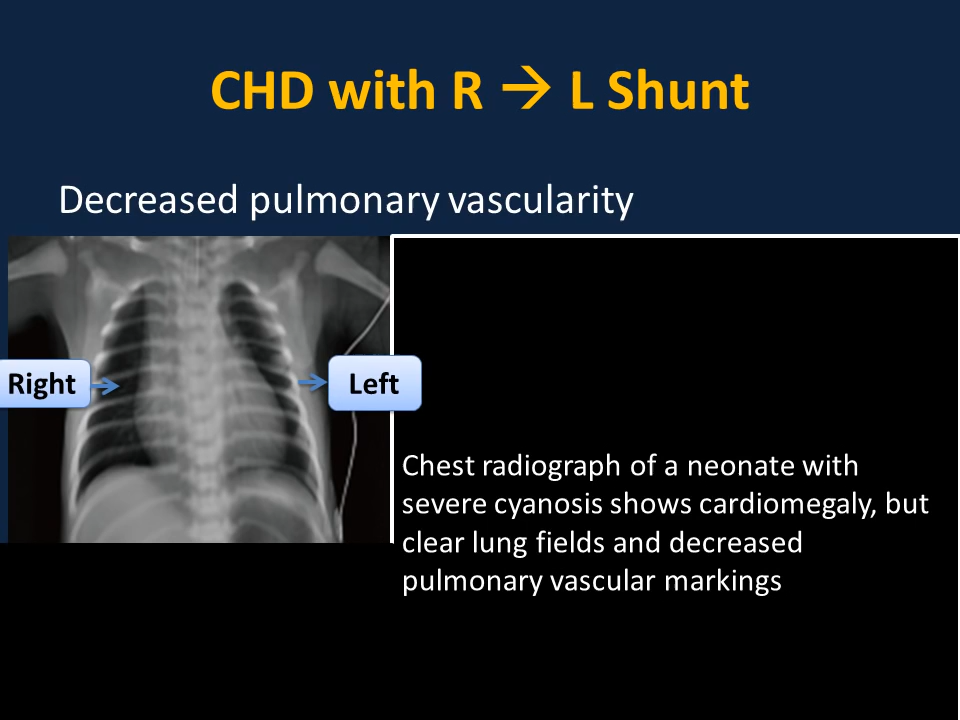 CHD with R → L Shunt
Decreased pulmonary vascularity
Right
Left
Chest radiograph of a neonate with
severe cyanosis shows cardiomegaly, but
clear lung fields and decreased
pulmonary vascular markings